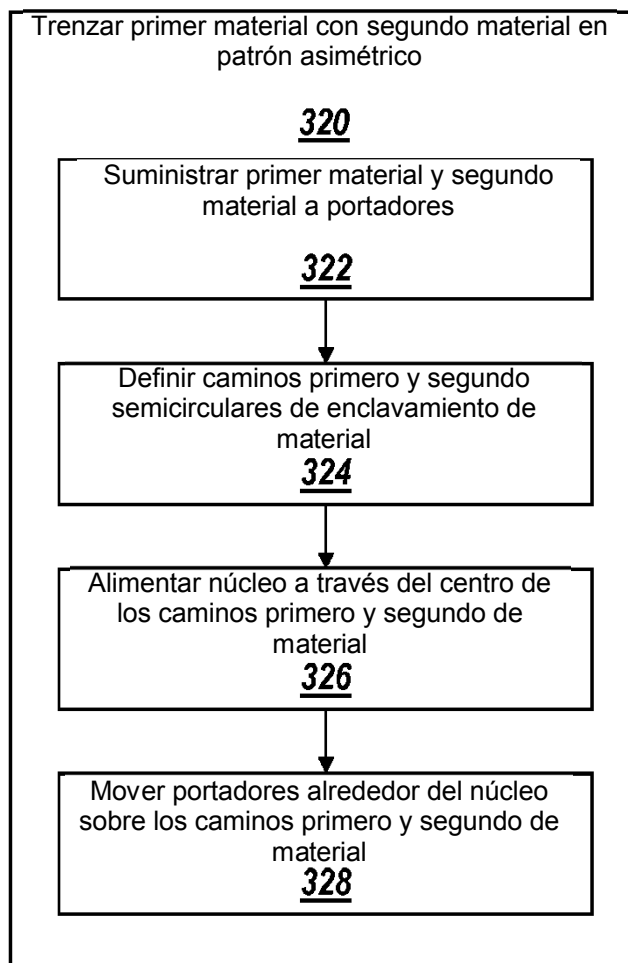 Trenzar primer material con segundo material en
patrón asimétrico
320
Suministrar primer material y segundo
material a portadores
322
Definir caminos primero y segundo
semicirculares de enclavamiento de
material
324
Alimentar núcleo a través del centro de
los caminos primero y segundo de
material
326
Mover portadores alrededor del núcleo
sobre los caminos primero y segundo de
material
328